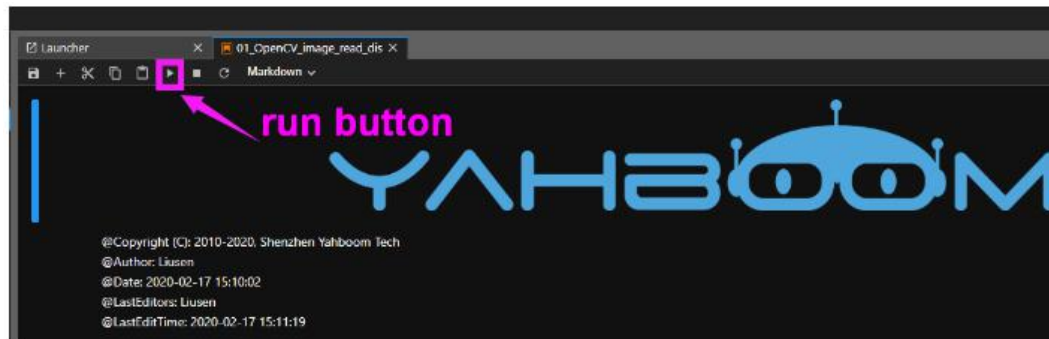 Launcher
01_OpenCV_image_read_dis
Markdown
run button
YAHBOOM
@Copyright (C): 2010-2020, Shenzhen Yahboom Tech
@Author: Liusen
@Date: 2020-02-17 15:10:02
@LastEditors: Liusen
@LastEditTime: 2020-02-17 15:11:19